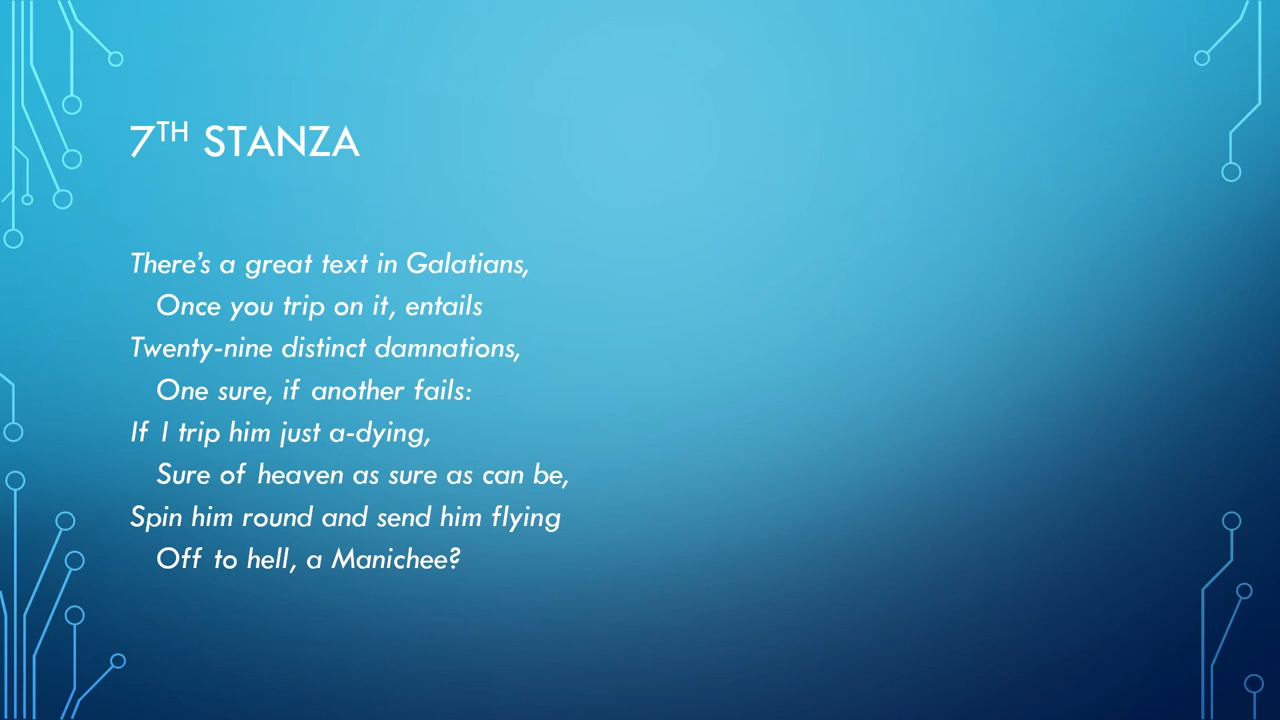 7TH STANZA
There’s a great text in Galatians,
Once you trip on it, entails
Twenty-nine distinct damnations,
One sure, if another fails:
If I trip him just a-dying,
Sure of heaven as sure as can be,
Spin him round and send him flying
Off to hell, a Manichee?